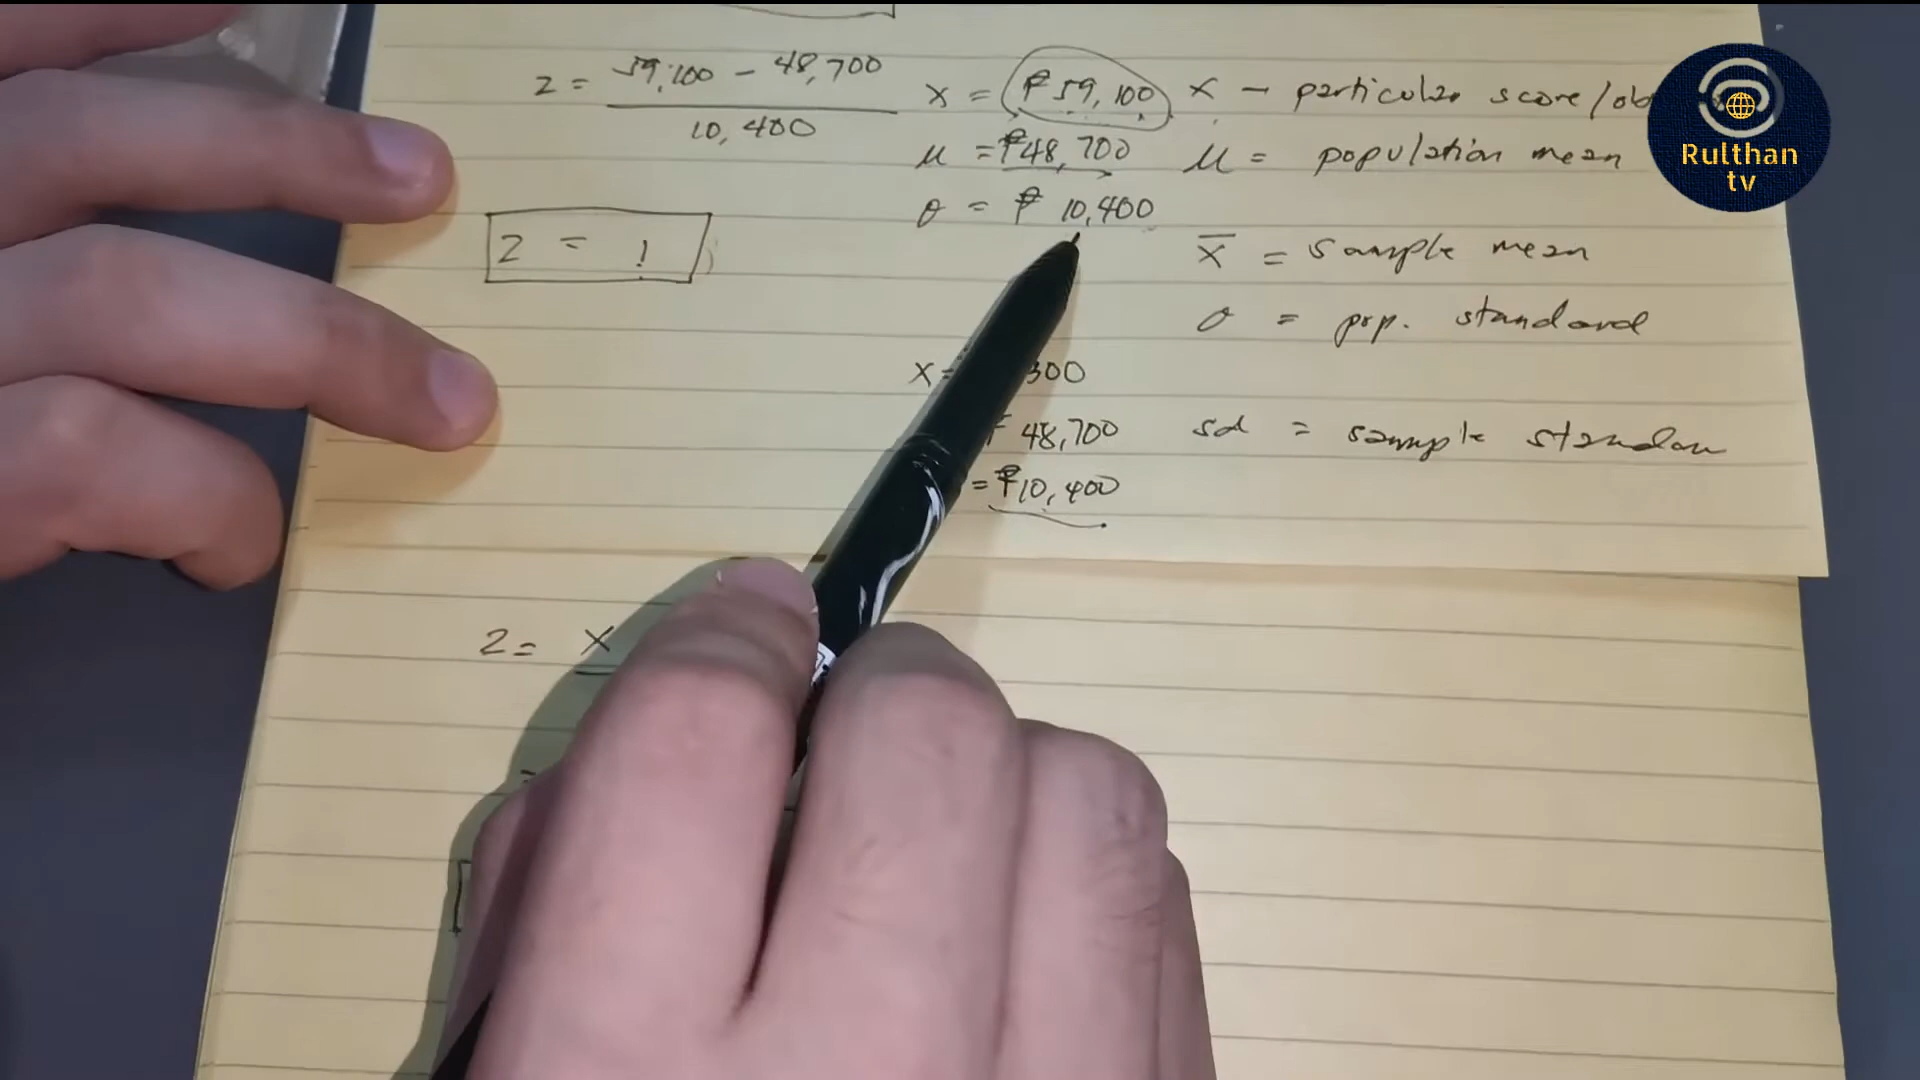 z = 59,100 - 48,700
10,400
x = ₱59,100 x - particular score/ob
μ = ₱48,700 μ = population mean
σ = ₱ 10,400
z = 1
x̄ = sample mean
σ = pop. standard
x = 300
₱ 48,700 sd = sample standar
= ₱10,400
z = x
Rulthan
tv